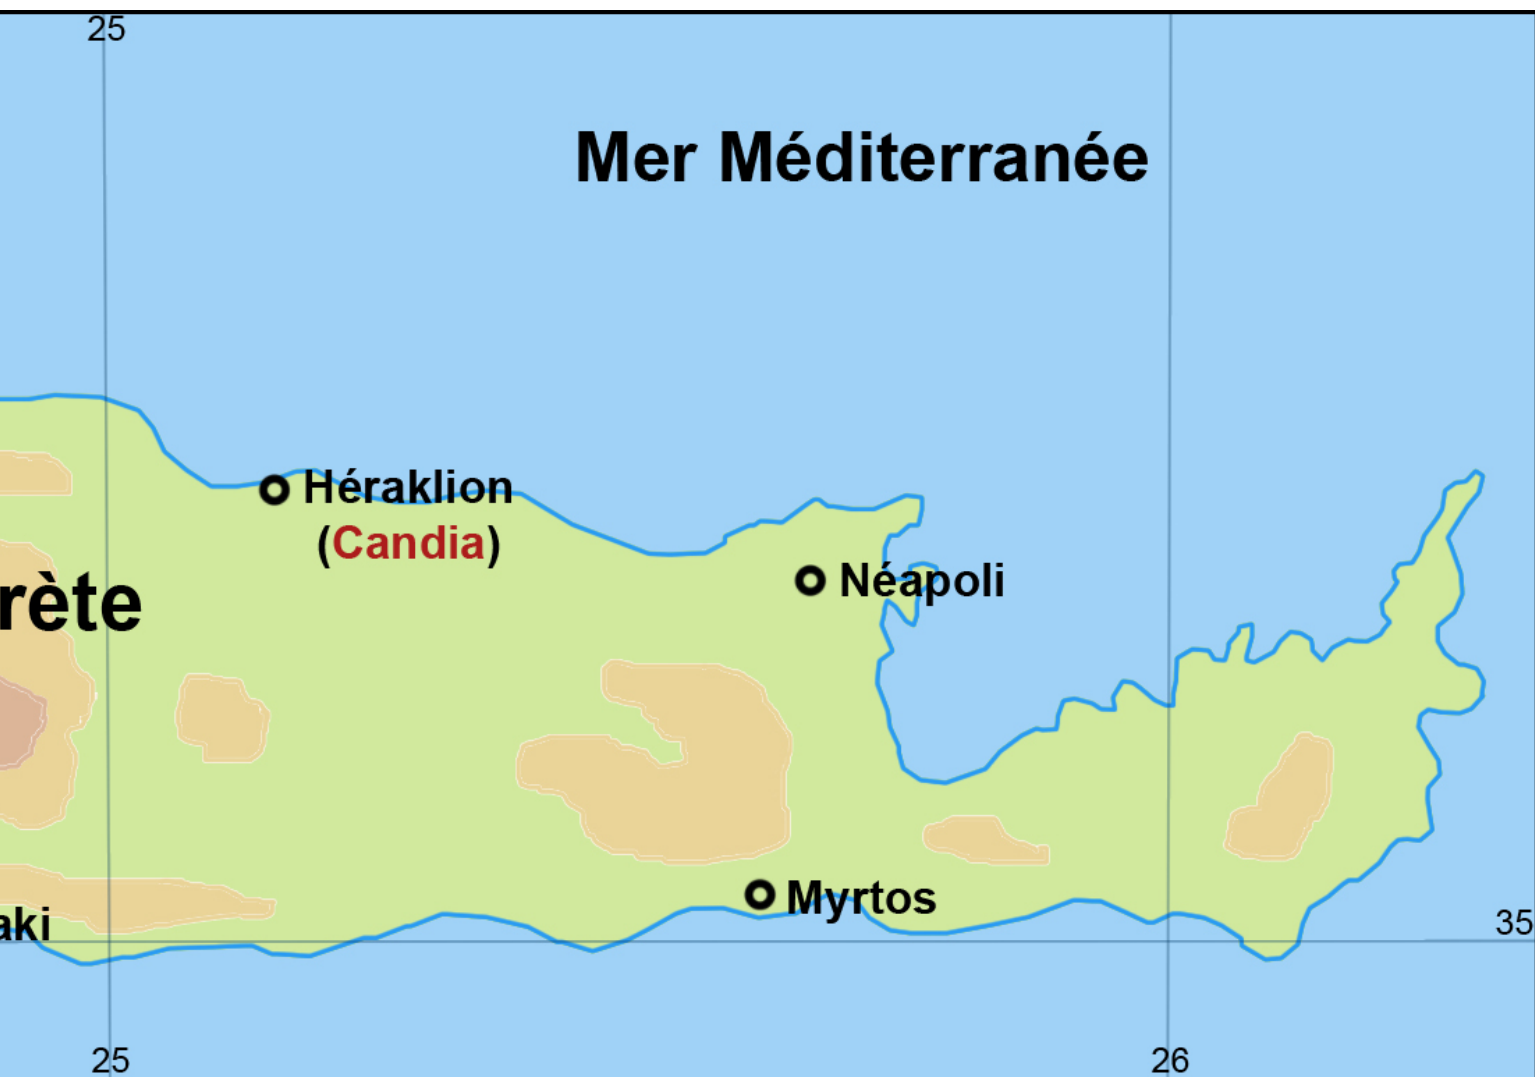 25
Mer Méditerranée
Héraklion
(Candia)
Néapoli
rète
Myrtos
aki
35
25
26